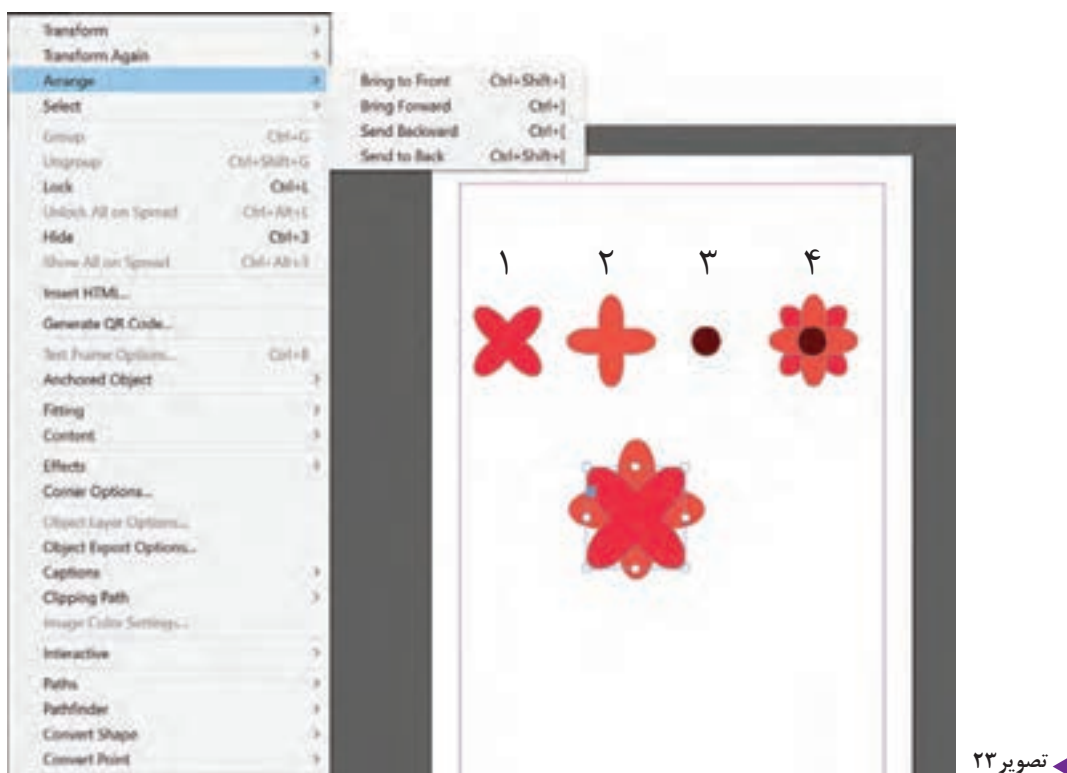 Transform
Transform Again
Arrange
Select
Group Ctrl+G
Ungroup Ctrl+Shift+G
Lock Ctrl+L
Unlock All on Spread Ctrl+Alt+L
Hide Ctrl+3
Show All on Spread Ctrl+Alt+3
Insert HTML...
Generate QR Code...
Text Frame Options... Ctrl+B
Anchored Object
Fitting
Content
Effects
Corner Options...
Object Layer Options...
Object Export Options...
Captions
Clipping Path
Image Color Settings...
Interactive
Paths
Pathfinder
Convert Shape
Convert Point
Bring to Front Ctrl+Shift+]
Bring Forward Ctrl+]
Send Backward Ctrl+[
Send to Back Ctrl+Shift+[
۱ ۲ ۳ ۴
تصویر ۲۳